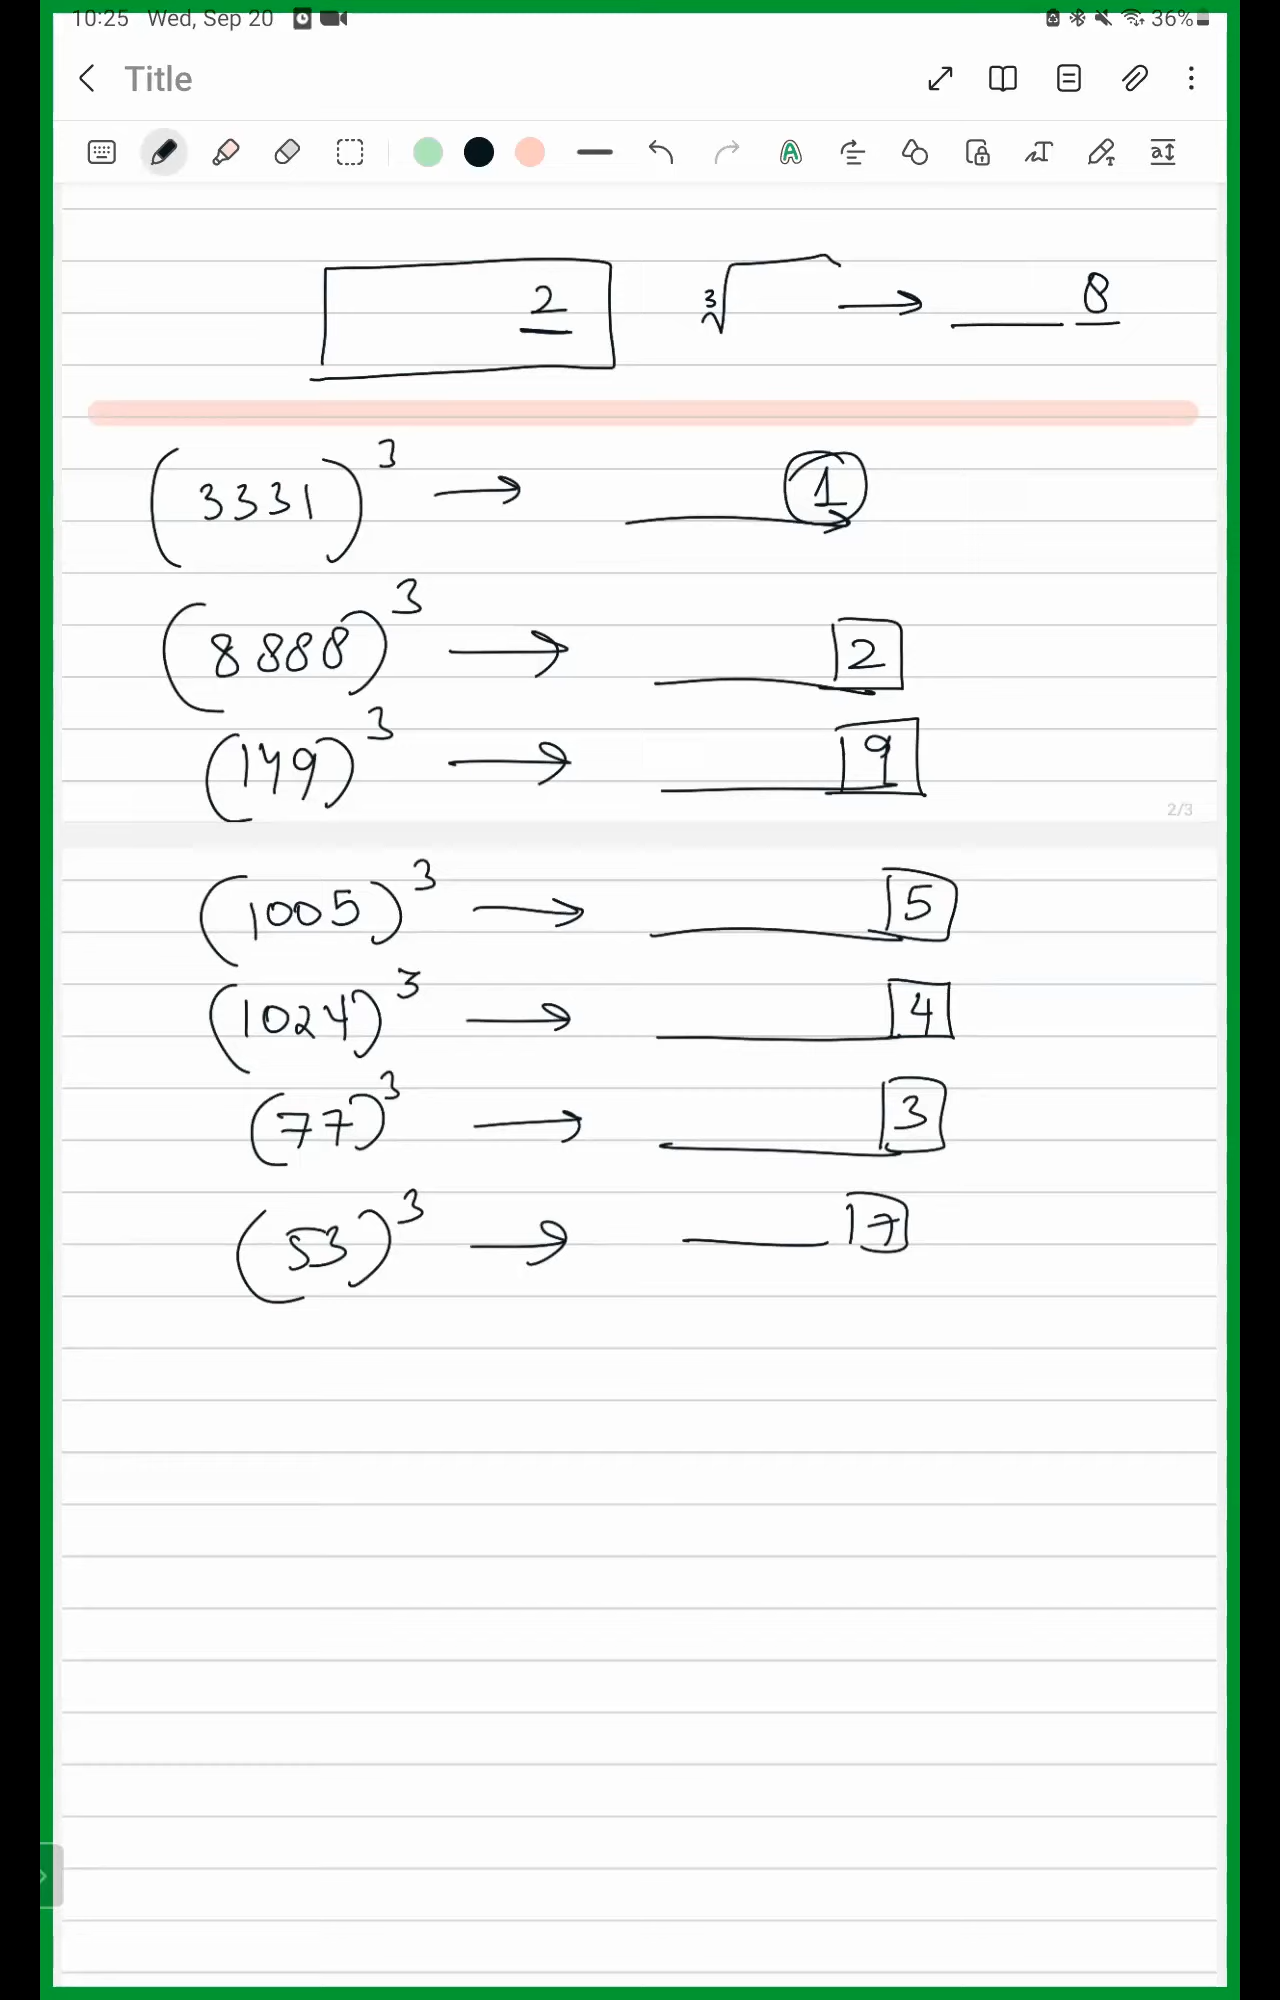 10:25 Wed, Sep 20 36%
Title
2 ∛ → 8
(3331)³ → 1
(8888)³ → 2
(149)³ → 9
2/3
(1005)³ → 5
(1024)³ → 4
(77)³ → 3
(53)³ → 7